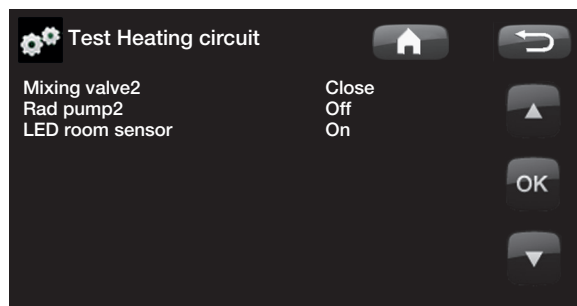 Test Heating circuit
Mixing valve2 Close
Rad pump2 Off
LED room sensor On
OK